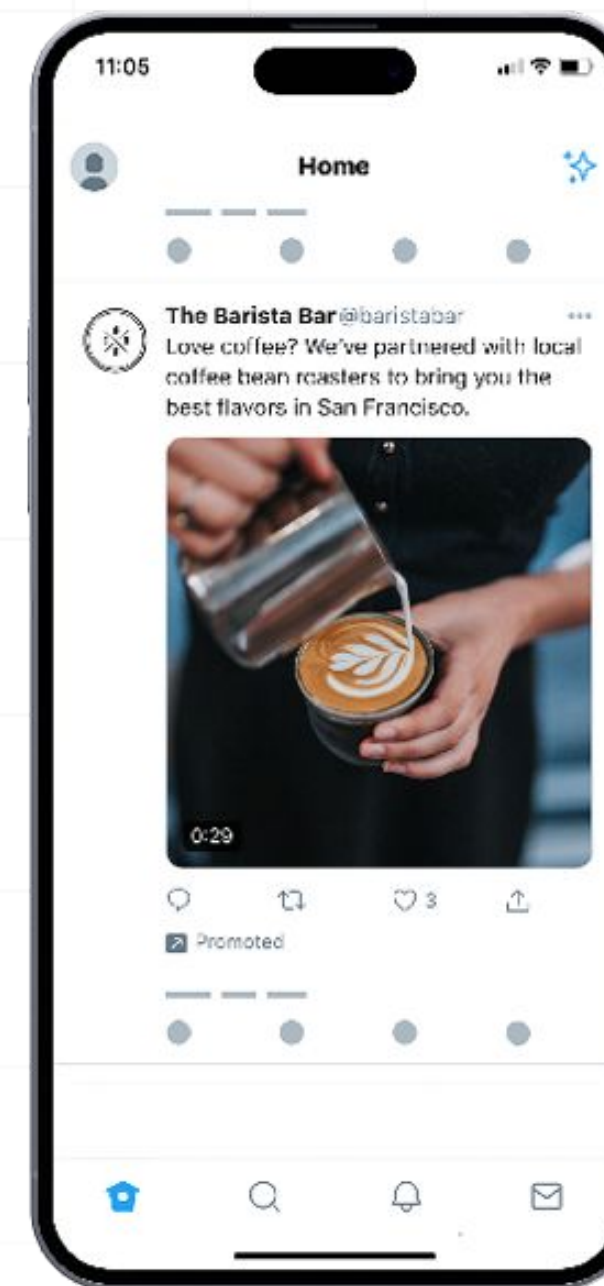 11:05
Home
The Barista Bar @baristabar
Love coffee? We've partnered with local
coffee bean roasters to bring you the
best flavors in San Francisco.
0:29
3
Promoted